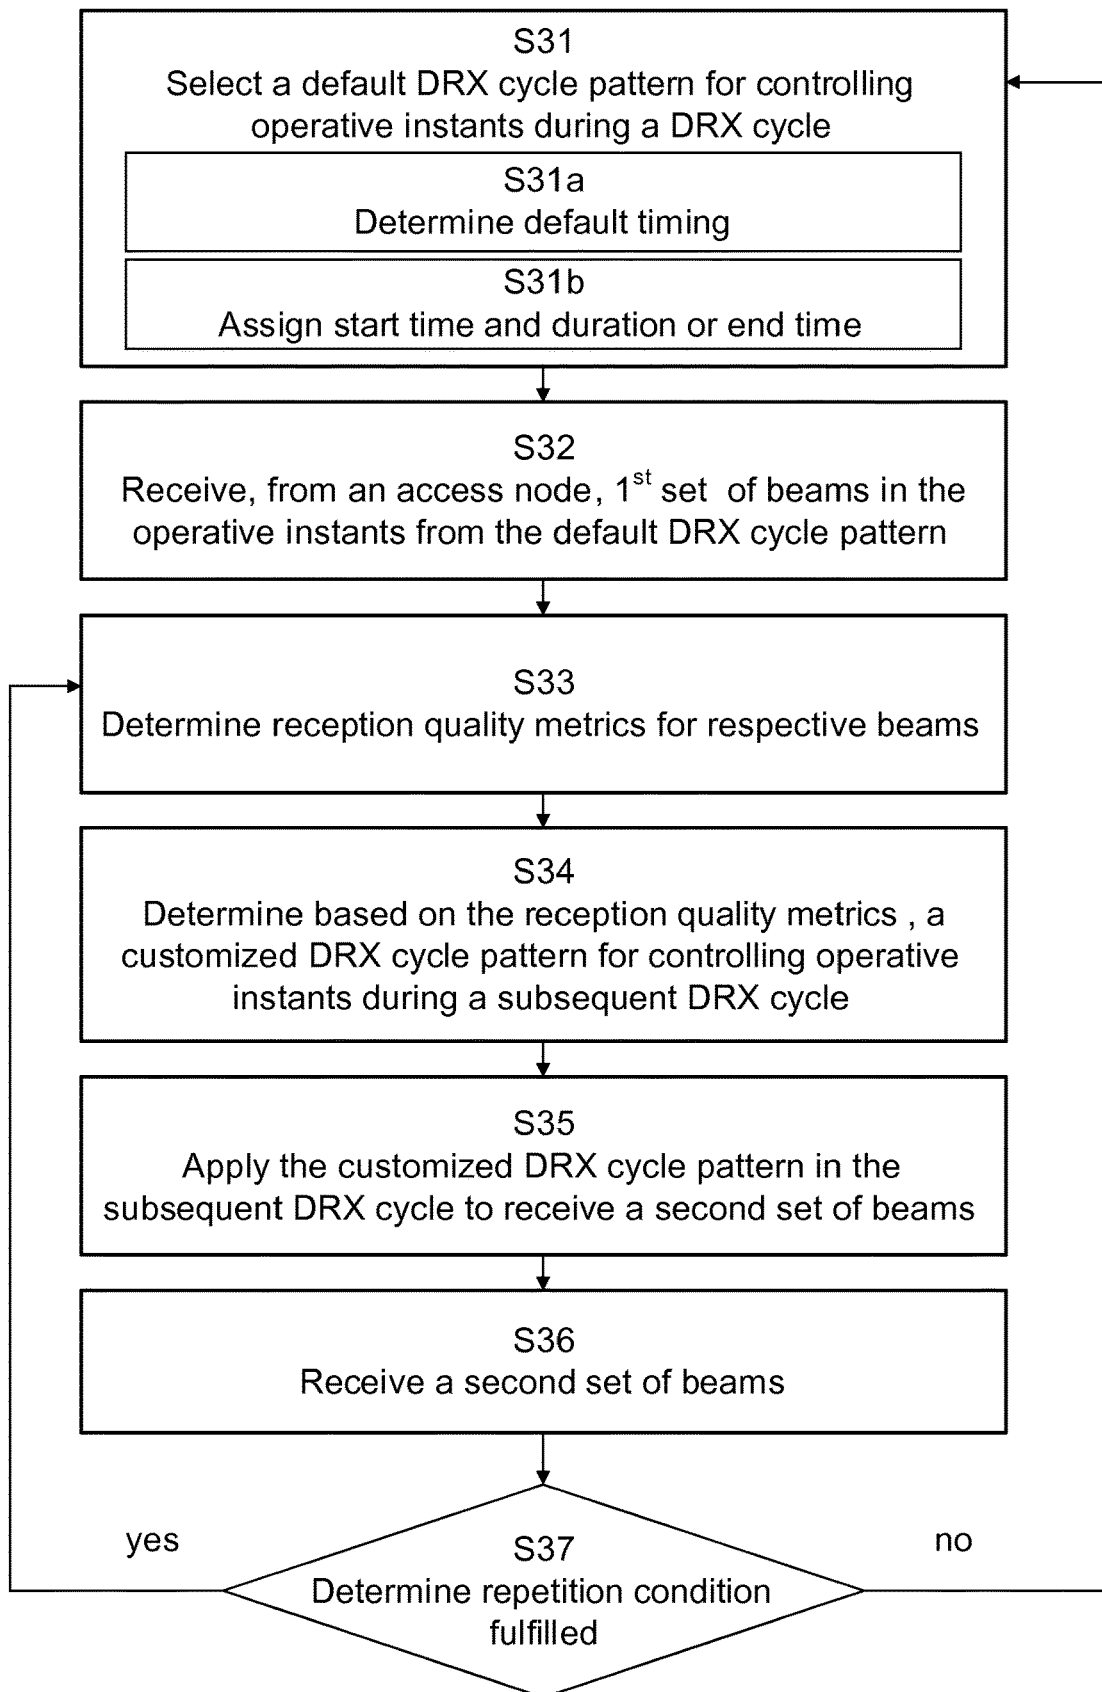 S31
Select a default DRX cycle pattern for controlling
operative instants during a DRX cycle
S31a
Determine default timing
S31b
Assign start time and duration or end time
S32
Receive, from an access node, 1st set of beams in the
operative instants from the default DRX cycle pattern
S33
Determine reception quality metrics for respective beams
S34
Determine based on the reception quality metrics , a
customized DRX cycle pattern for controlling operative
instants during a subsequent DRX cycle
S35
Apply the customized DRX cycle pattern in the
subsequent DRX cycle to receive a second set of beams
S36
Receive a second set of beams
yes
no
S37
Determine repetition condition
fulfilled